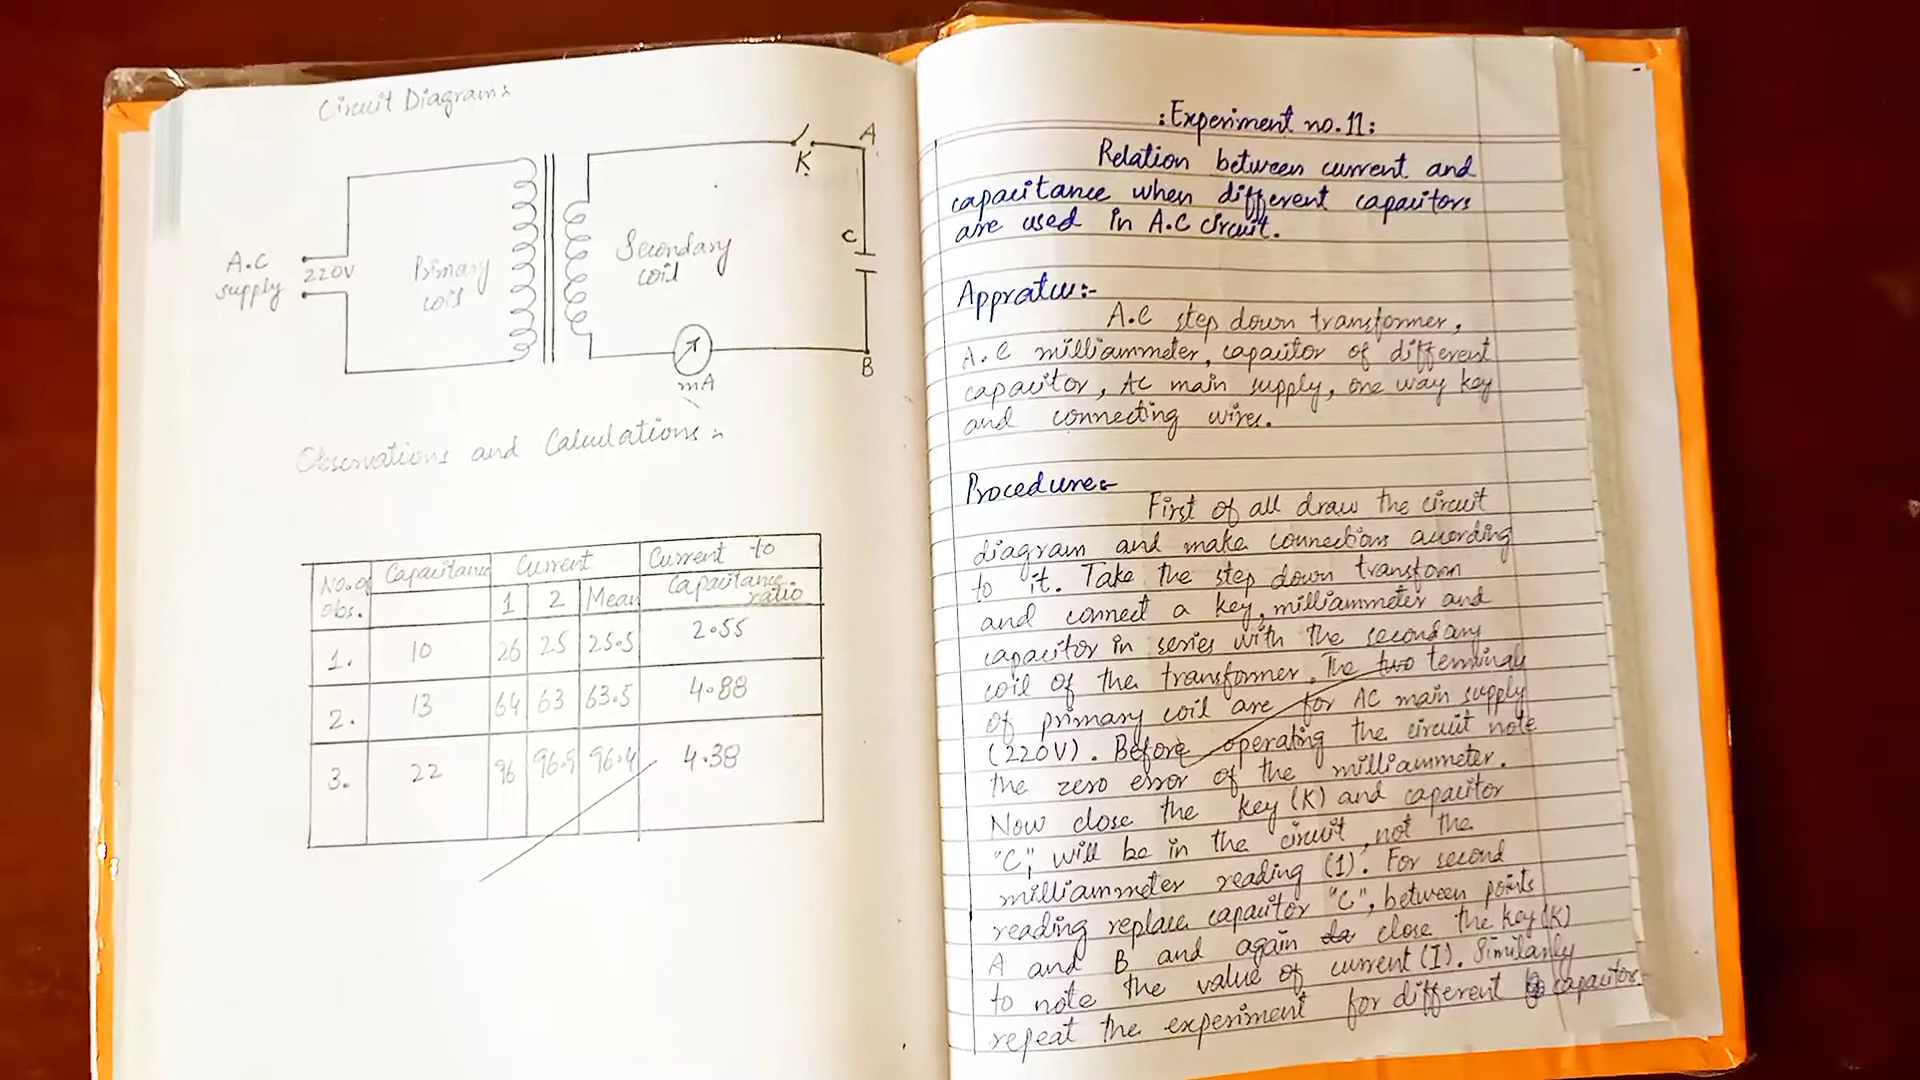 Circuit Diagram:
A
K
C
A.C
supply
220V
Primary
coil
Secondary
coil
mA
B
Observations and Calculations:
No. of
obs.
Capacitance
Current
Current to
Capacitance
ratio
1 2 Mean
1. 10 26 25 25.5 2.55
2. 13 64 63 63.5 4.88
3. 22 96 96.9 96.4 4.38
:Experiment no.11:
Relation between current and
capacitance when different capacitors
are used in A.C circuit.
Appratus:-
A.C step down transformer,
A.C milliammeter, capacitor of different
capacitor, AC main supply, one way key
and connecting wires.
Procedure:-
First of all draw the circuit
diagram and make connections according
to it. Take the step down transform
and connect a key, milliammeter and
capacitor in series with the secondary
coil of the transformer. The two terminals
of primary coil are for AC main supply
(220V). Before operating the circuit note
the zero error of the milliammeter.
Now close the key (K) and capacitor
"C", will be in the circuit, not the
milliammeter reading (1). For second
reading replace capacitor "C", between points
A and B and again close the key (K)
to note the value of current (I). Similarly
repeat the experiment for different capacitor.